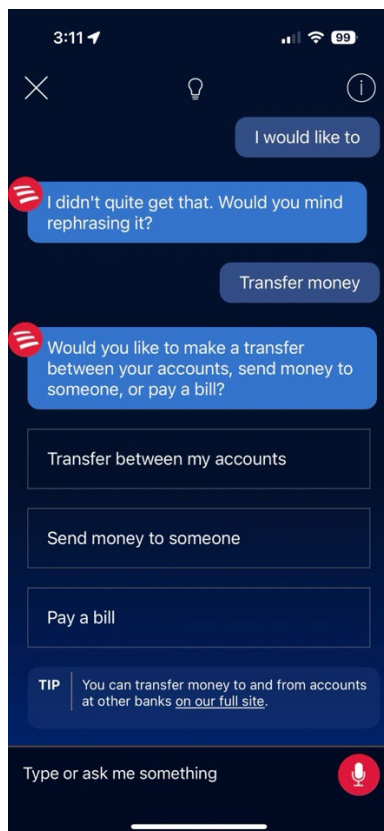 3:11
99
I would like to
I didn't quite get that. Would you mind
rephrasing it?
Transfer money
Would you like to make a transfer
between your accounts, send money to
someone, or pay a bill?
Transfer between my accounts
Send money to someone
Pay a bill
TIP
You can transfer money to and from accounts
at other banks on our full site.
Type or ask me something